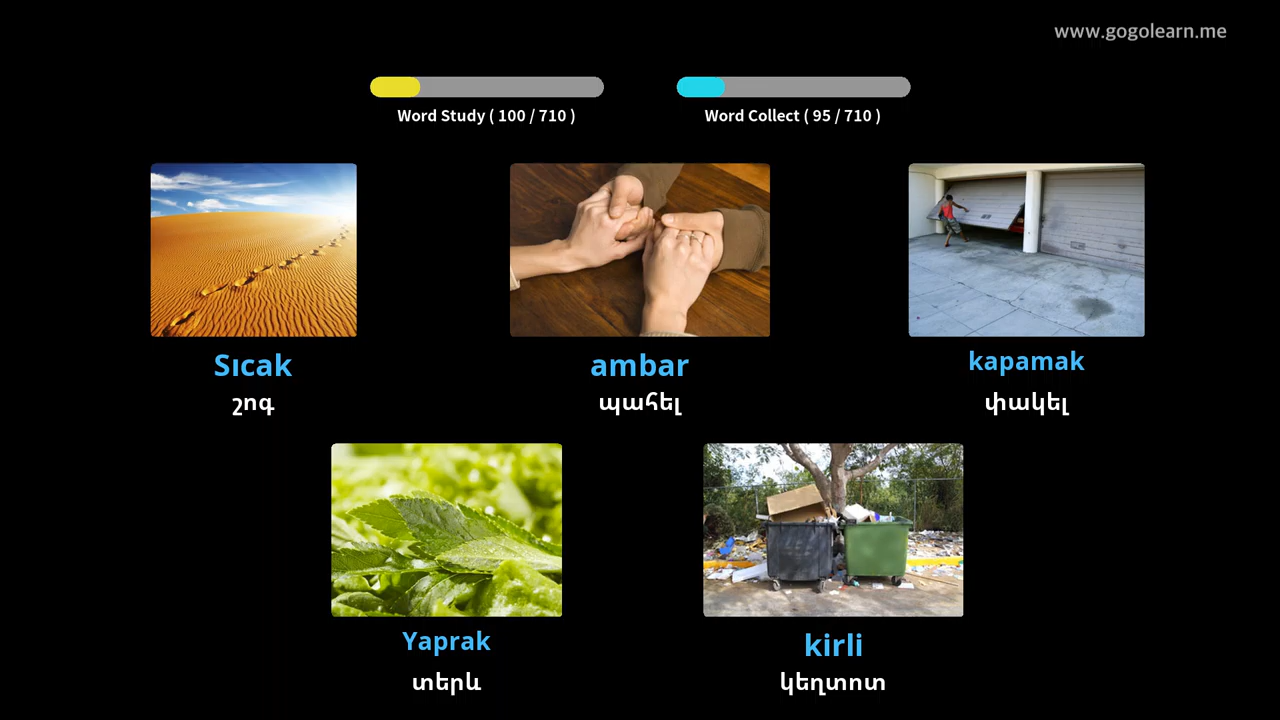 www.gogolearn.me
Word Study ( 100 / 710 )
Word Collect ( 95 / 710 )
Sıcak
շոգ
ambar
պահել
kapamak
փակել
Yaprak
տերև
kirli
կեղտոտ